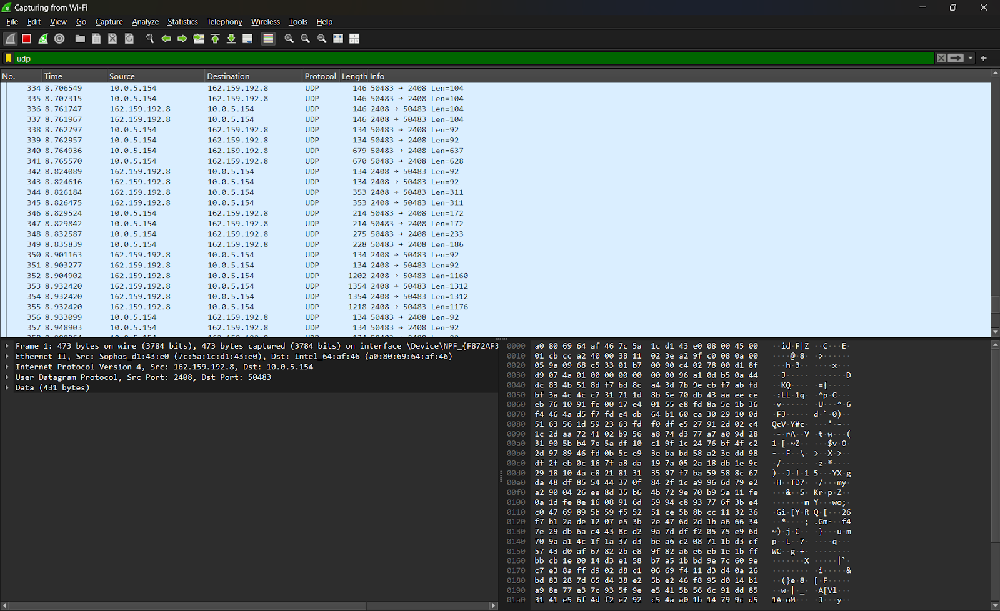 Capturing from Wi-Fi
File Edit View Go Capture Analyze Statistics Telephony Wireless Tools Help
udp
No. Time Source Destination Protocol Length Info
334 8.706549 10.0.5.154 162.159.192.8 UDP 146 50483 → 2408 Len=104
335 8.707315 10.0.5.154 162.159.192.8 UDP 146 50483 → 2408 Len=104
336 8.761747 162.159.192.8 10.0.5.154 UDP 146 2408 → 50483 Len=104
337 8.761967 162.159.192.8 10.0.5.154 UDP 146 2408 → 50483 Len=104
338 8.762797 10.0.5.154 162.159.192.8 UDP 134 50483 → 2408 Len=92
339 8.762957 10.0.5.154 162.159.192.8 UDP 134 50483 → 2408 Len=92
340 8.764936 10.0.5.154 162.159.192.8 UDP 679 50483 → 2408 Len=637
341 8.765570 10.0.5.154 162.159.192.8 UDP 670 50483 → 2408 Len=628
342 8.824089 162.159.192.8 10.0.5.154 UDP 134 2408 → 50483 Len=92
343 8.824616 162.159.192.8 10.0.5.154 UDP 134 2408 → 50483 Len=92
344 8.826184 162.159.192.8 10.0.5.154 UDP 353 2408 → 50483 Len=311
345 8.826475 162.159.192.8 10.0.5.154 UDP 353 2408 → 50483 Len=311
346 8.829524 10.0.5.154 162.159.192.8 UDP 214 50483 → 2408 Len=172
347 8.829842 10.0.5.154 162.159.192.8 UDP 214 50483 → 2408 Len=172
348 8.832587 10.0.5.154 162.159.192.8 UDP 275 50483 → 2408 Len=233
349 8.835839 10.0.5.154 162.159.192.8 UDP 228 50483 → 2408 Len=186
350 8.901163 162.159.192.8 10.0.5.154 UDP 134 2408 → 50483 Len=92
351 8.903277 162.159.192.8 10.0.5.154 UDP 134 2408 → 50483 Len=92
352 8.904902 162.159.192.8 10.0.5.154 UDP 1202 2408 → 50483 Len=1160
353 8.932420 162.159.192.8 10.0.5.154 UDP 1354 2408 → 50483 Len=1312
354 8.932420 162.159.192.8 10.0.5.154 UDP 1354 2408 → 50483 Len=1312
355 8.932420 162.159.192.8 10.0.5.154 UDP 1218 2408 → 50483 Len=1176
356 8.933099 10.0.5.154 162.159.192.8 UDP 134 50483 → 2408 Len=92
357 8.948903 10.0.5.154 162.159.192.8 UDP 134 50483 → 2408 Len=92
Frame 1: 473 bytes on wire (3784 bits), 473 bytes captured (3784 bits) on interface \Device\NPF_{F872AF3
Ethernet II, Src: Sophos_d1:43:e0 (7c:5a:1c:d1:43:e0), Dst: Intel_64:af:46 (a0:80:69:64:af:46)
Internet Protocol Version 4, Src: 162.159.192.8, Dst: 10.0.5.154
User Datagram Protocol, Src Port: 2408, Dst Port: 50483
Data (431 bytes)
0000 a0 80 69 64 af 46 7c 5a 1c d1 43 e0 08 00 45 00 ··id·F|Z ··C···E·
0010 01 cb cc a2 40 00 38 11 02 3e a2 9f c0 08 0a 00 ····@·8· ·>······
0020 05 9a 09 68 c5 33 01 b7 00 90 c4 02 78 00 d1 8f ···h·3·· ····x···
0030 d9 07 4a 01 00 00 00 00 00 00 96 a1 0d b5 0a 44 ··J····· ·······D
0040 dc 83 4b 51 8d f7 bd 8c a4 3d 7b 9e cb f7 ab fd ··KQ···· ·={·····
0050 bf 3a 4c 4c c7 31 71 1d 8b 5e 70 db 43 aa ee ce ·:LL·1q· ·^p·C···
0060 eb 76 10 91 fe 00 17 e4 01 55 e8 fd 8a 5e 1b 36 ·v······ ·U···^·6
0070 f4 46 4a d5 f7 fd e4 db 64 b1 60 ca 30 29 10 0d ·FJ····· d·`·0)··
0080 51 63 56 1d 59 23 63 fd f0 df e5 27 91 2d 02 c4 QcV·Y#c· ···'·-··
0090 1c 2d aa 72 41 02 b9 56 a8 74 d3 77 a7 a0 9d 28 ·-·rA··V ·t·w···(
00a0 31 90 5b b4 7e 5a df 10 c1 9f 1c 24 76 bf 4f c2 1·[·~Z·· ···$v·O·
00b0 2d 97 89 46 fd 0b 5c e9 3e ba bd 58 a2 3e dd 98 -··F··\· >··X·>··
00c0 df 2f eb 0c 16 7f a8 da 19 7a 05 2a 18 db 1e 9c ·/······ ·z·*····
00d0 29 18 10 4a c8 21 81 31 35 97 f7 ba 59 58 8c 67 )··J·!·1 5···YX·g
00e0 da 48 df 85 54 44 37 0f 84 2f 1c a9 96 6d 79 e2 ·H··TD7· ·/···my·
00f0 a2 90 04 26 ee 8d 35 b6 4b 72 9e 70 b9 5a 11 fe ···&··5· Kr·p·Z··
0100 0a 1d fe 8e 16 08 91 6d 59 94 c8 93 77 6f 3b e4 ·······m Y···wo;·
0110 c0 47 69 89 5b 59 f5 52 51 ce 5b 8b cc 11 32 36 ·Gi·[Y·R Q·[···26
0120 f7 b1 2a de 12 07 e5 3b 2e 47 6d 2d 1b a6 66 34 ··*····; .Gm-··f4
0130 7e 29 db 6a c4 43 8c d2 9a 7d df f2 05 75 e9 6d ~)·j·C·· ·}···u·m
0140 70 9a a1 4c 1f 1a 37 d3 be a6 c2 08 71 1b d3 cf p··L··7· ····q···
0150 57 43 d0 af 67 82 2b e8 9f 82 a6 e6 eb 1e 1b ff WC··g·+· ········
0160 bb cb 1e 00 14 d3 e1 58 b7 a5 1b bd 9e 7c 60 9e ·······X ·····|`·
0170 c7 e3 8a ff d9 02 d8 c1 06 69 f4 11 d3 d4 0a 26 ········ ·i·····&
0180 bd 83 28 7d 65 d4 38 e2 5b e2 46 f8 95 d0 14 b1 ··(}e·8· [·F·····
0190 a9 8e 77 e3 7c 93 5f 9e e5 41 5b 56 6c 91 dd 85 ··w·|·_· ·A[Vl···
01a0 31 41 e5 6f 4d f2 e7 92 c5 4a a0 1b 14 79 9c d5 1A·oM··· ·J···y··